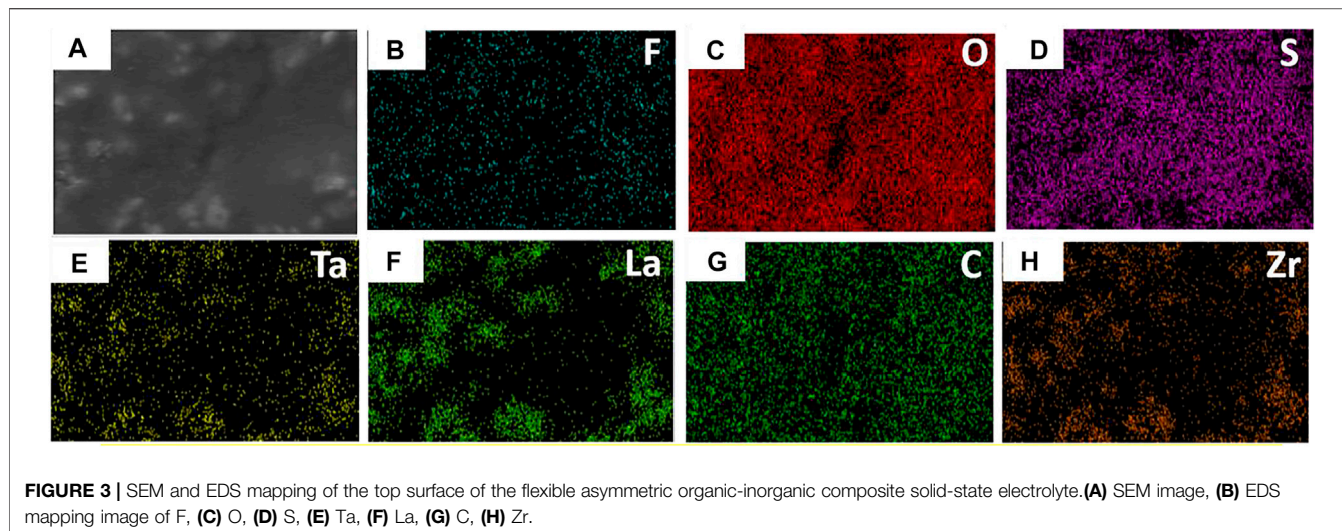 A
B F
C O
D S
E Ta
F La
G C
H Zr
FIGURE 3 | SEM and EDS mapping of the top surface of the flexible asymmetric organic-inorganic composite solid-state electrolyte.(A) SEM image, (B) EDS
mapping image of F, (C) O, (D) S, (E) Ta, (F) La, (G) C, (H) Zr.